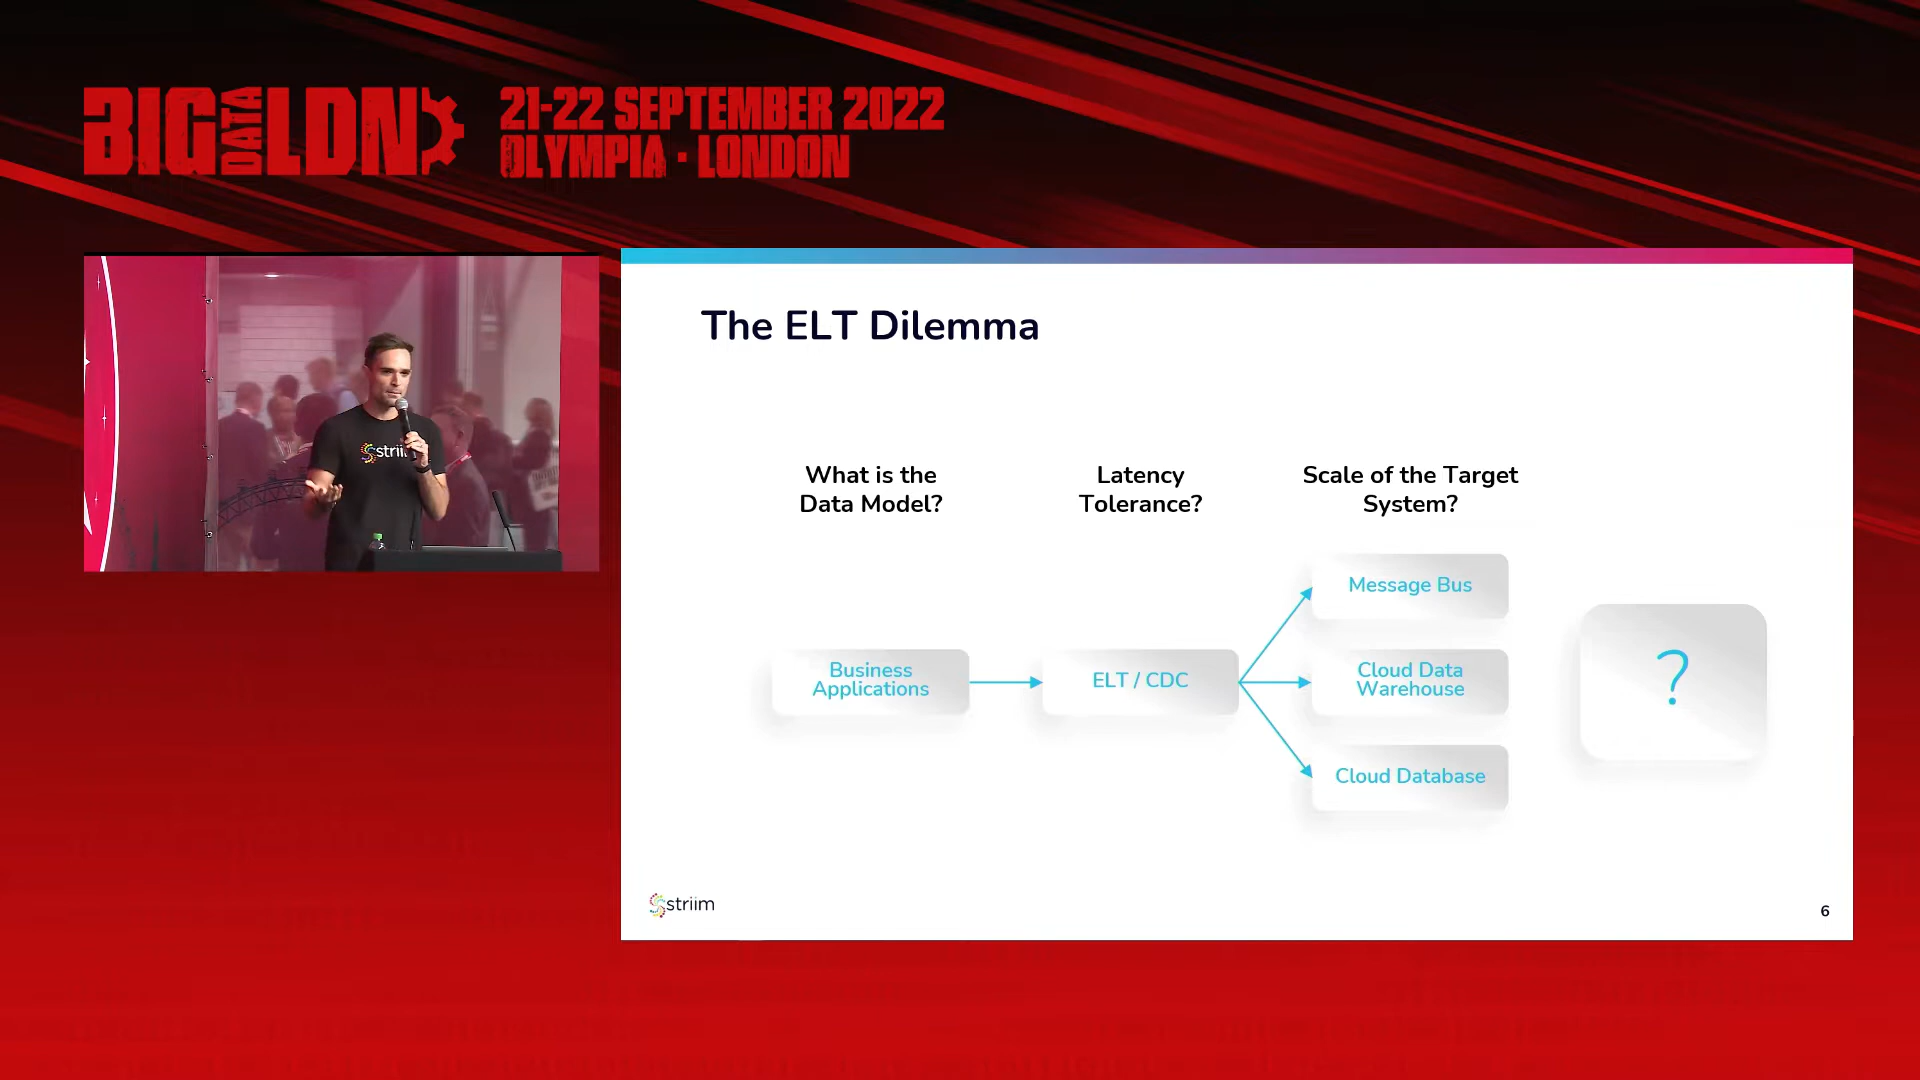 BIG DATA LDN
21-22 SEPTEMBER 2022
OLYMPIA · LONDON
The ELT Dilemma
What is the
Data Model?
Latency
Tolerance?
Scale of the Target
System?
Message Bus
Business
Applications
ELT / CDC
Cloud Data
Warehouse
Cloud Database
?
striim
6